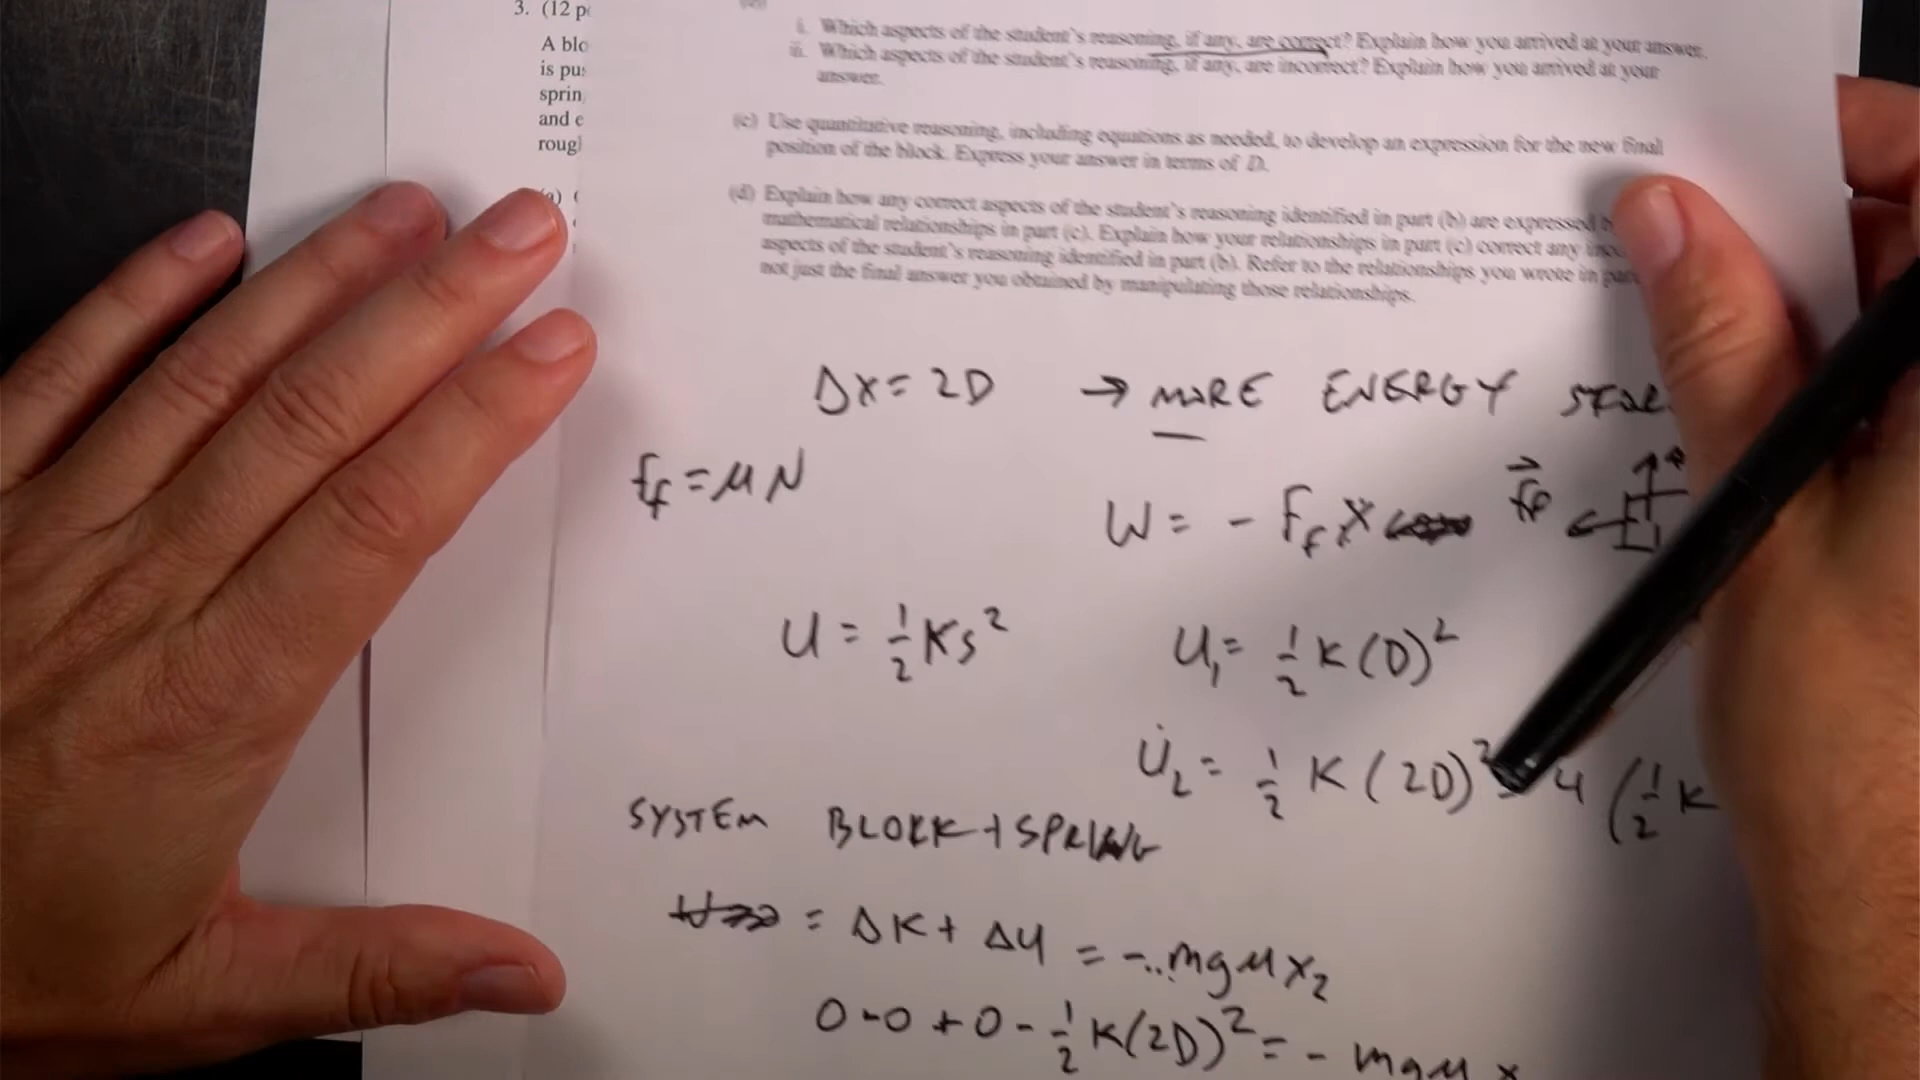 3. (12 p
A blo
is pu
sprin
and e
roug
i. Which aspects of the student's reasoning, if any, are correct? Explain how you arrived at your answer.
ii. Which aspects of the student's reasoning, if any, are incorrect? Explain how you arrived at your
answer.
(c) Use quantitative reasoning, including equations as needed, to develop an expression for the new final
position of the block. Express your answer in terms of D.
(d) Explain how any correct aspects of the student's reasoning identified in part (b) are expressed
mathematical relationships in part (c). Explain how your relationships in part (c) correct any
aspects of the student's reasoning identified in part (b). Refer to the relationships you wrote in
not just the final answer you obtained by manipulating those relationships.
Δx = 2D → MORE ENERGY STOR
f_f = μN
W = - F_f x
U = ½ K s² U₁ = ½ K (D)²
U₂ = ½ K (2D)² = 4 (½ K
SYSTEM BLOCK + SPRING
= ΔK + ΔU = - mgμx₂
0 - 0 + 0 - ½ K(2D)² = - mgμ x